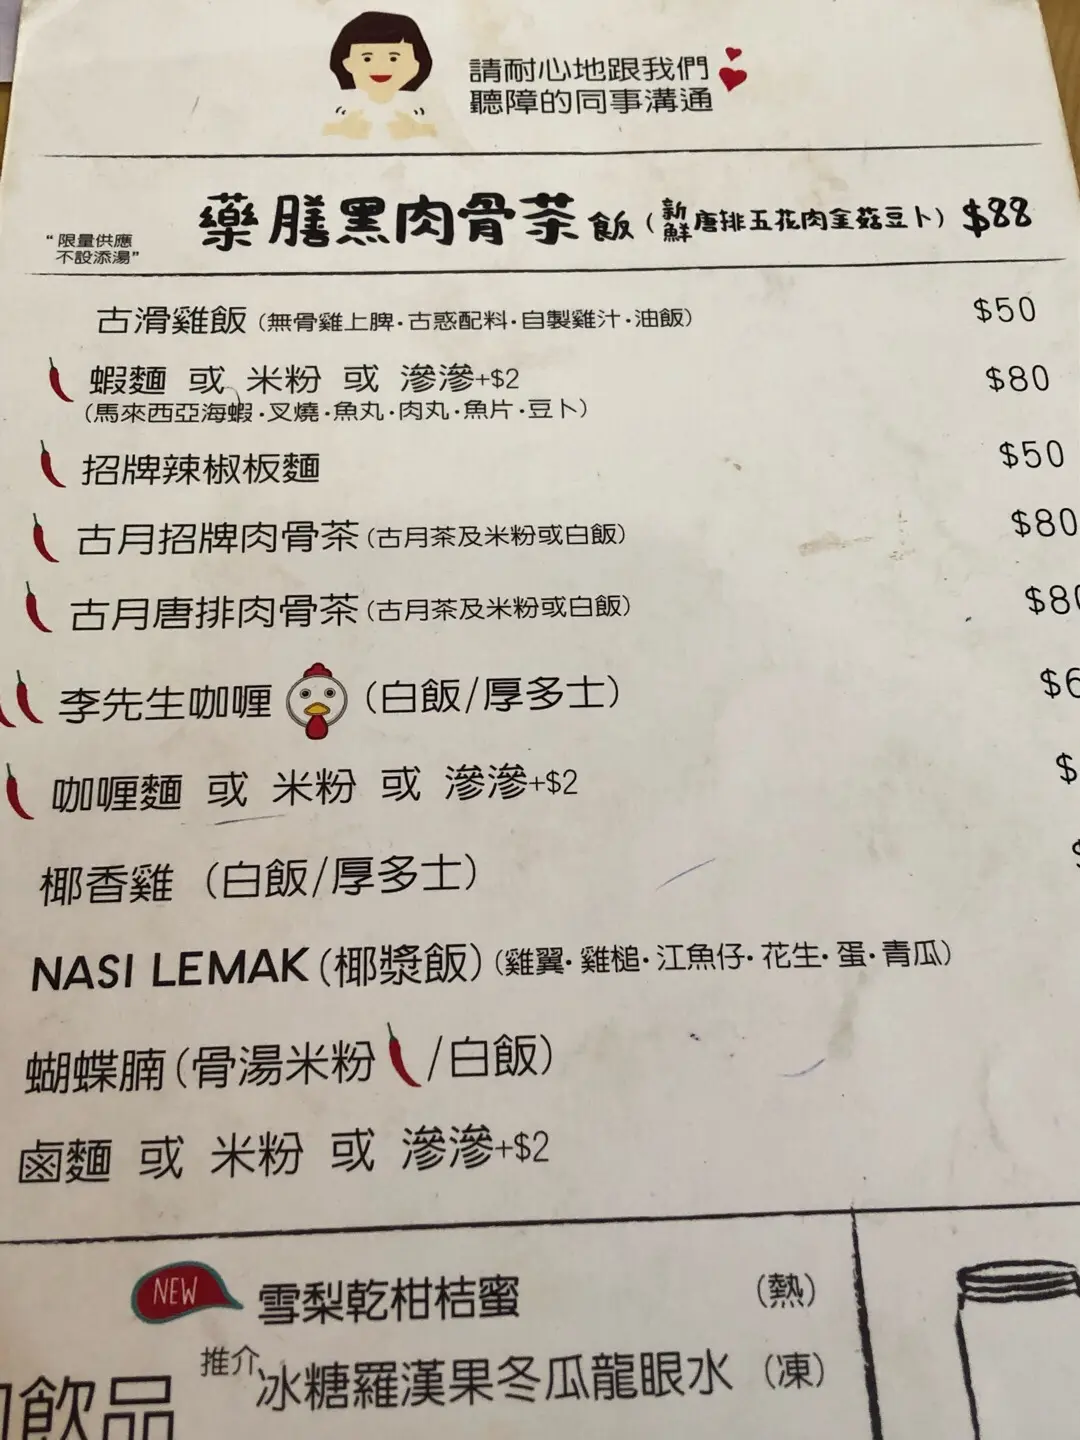 請耐心地跟我們
聽障的同事溝通
“限量供應
不設添湯”
藥膳黑肉骨茶飯(新鮮唐排五花肉金菇豆卜) $88
古滑雞飯(無骨雞上脾·古惑配料·自製雞汁·油飯) $50
蝦麵 或 米粉 或 滲滲+$2 $80
(馬來西亞海蝦·叉燒·魚丸·肉丸·魚片·豆卜)
招牌辣椒板麵 $50
古月招牌肉骨茶(古月茶及米粉或白飯) $80
古月唐排肉骨茶(古月茶及米粉或白飯) $80
李先生咖喱 (白飯/厚多士) $6
咖喱麵 或 米粉 或 滲滲+$2 $
椰香雞 (白飯/厚多士)
NASI LEMAK(椰漿飯)(雞翼·雞槌·江魚仔·花生·蛋·青瓜)
蝴蝶腩(骨湯米粉/白飯)
鹵麵 或 米粉 或 滲滲+$2
NEW 雪梨乾柑桔蜜 (熱)
推介 冰糖羅漢果冬瓜龍眼水 (凍)
飲品